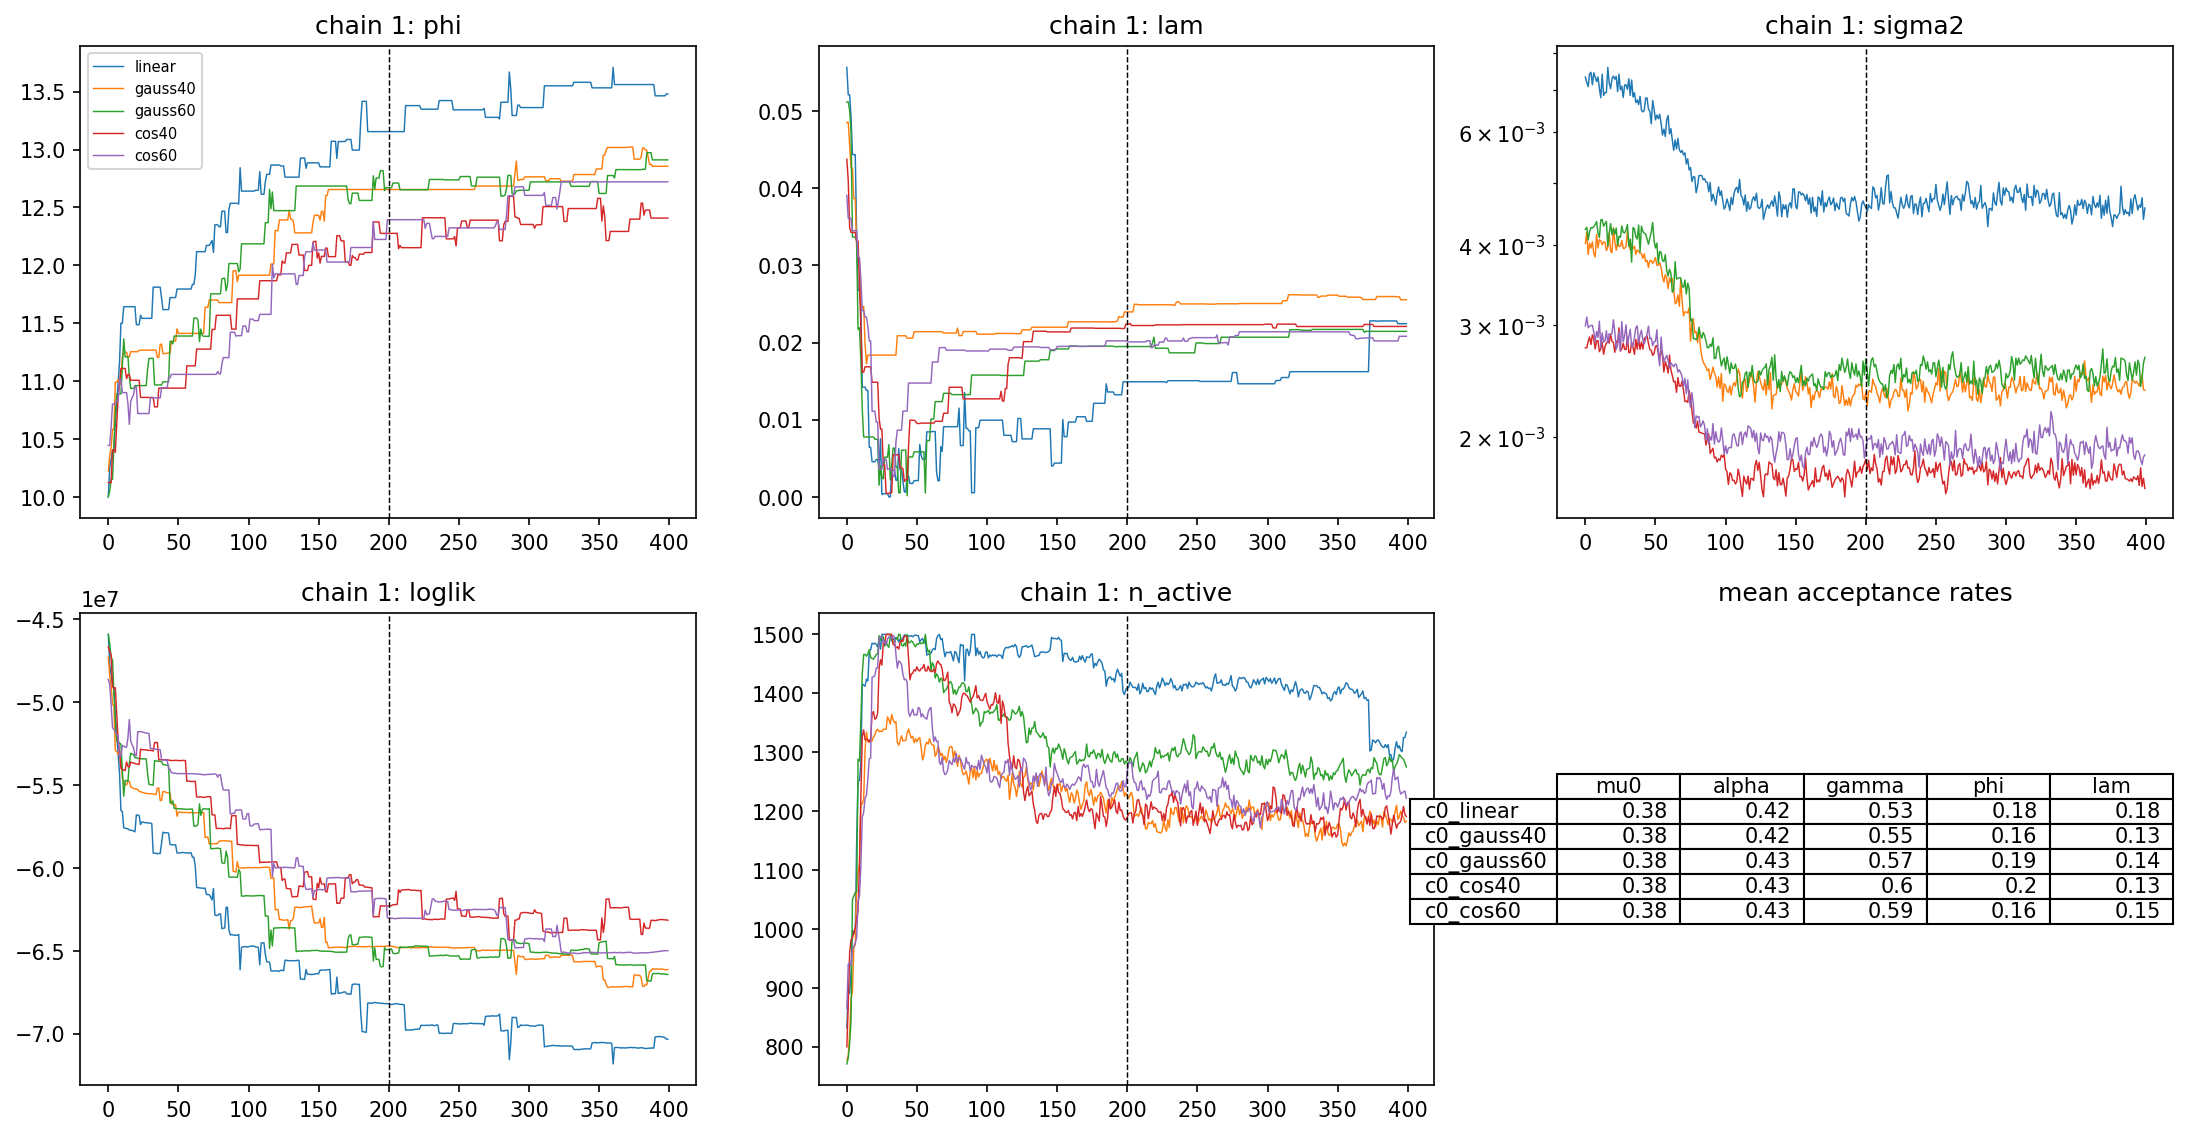 chain 1: phi
13.5
13.0
12.5
12.0
11.5
11.0
10.5
10.0
linear
gauss40
gauss60
cos40
cos60
0 50 100 150 200 250 300 350 400
chain 1: lam
0.05
0.04
0.03
0.02
0.01
0.00
0 50 100 150 200 250 300 350 400
chain 1: sigma2
6 × 10⁻³
4 × 10⁻³
3 × 10⁻³
2 × 10⁻³
0 50 100 150 200 250 300 350 400
chain 1: loglik
1e7
−4.5
−5.0
−5.5
−6.0
−6.5
−7.0
0 50 100 150 200 250 300 350 400
chain 1: n_active
1500
1400
1300
1200
1100
1000
900
800
0 50 100 150 200 250 300 350 400
mean acceptance rates
mu0 alpha gamma phi lam
c0_linear 0.38 0.42 0.53 0.18 0.18
c0_gauss40 0.38 0.42 0.55 0.16 0.13
c0_gauss60 0.38 0.43 0.57 0.19 0.14
c0_cos40 0.38 0.43 0.6 0.2 0.13
c0_cos60 0.38 0.43 0.59 0.16 0.15